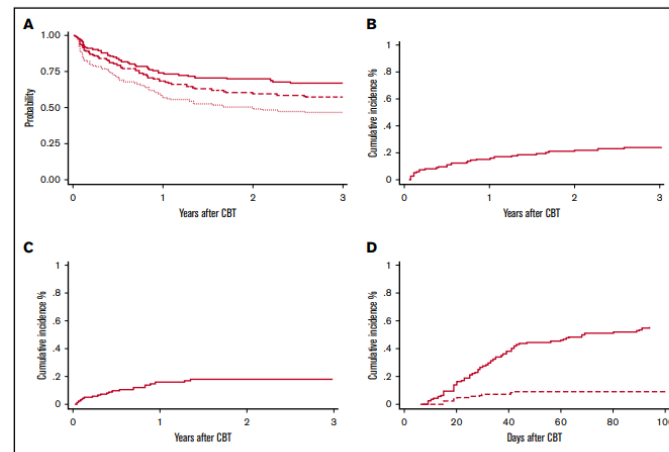 A
1.00
0.75
0.50
0.25
0.00
Probability
0 1 2 3
Years after CBT
B
1
.8
.6
.4
.2
0
Cumulative incidence %
0 1 2 3
Years after CBT
C
1
.8
.6
.4
.2
0
Cumulative incidence %
0 1 2 3
Years after CBT
D
1
.8
.6
.4
.2
0
Cumulative incidence %
0 20 40 60 80 100
Days after CBT